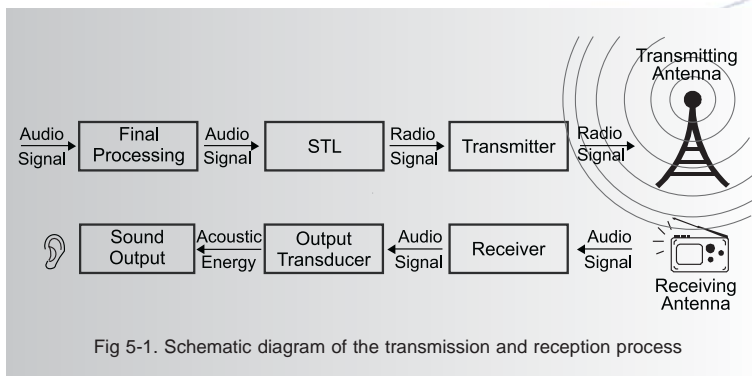 Transmitting
Antenna
Audio
Signal
Final
Processing
Audio
Signal
STL
Radio
Signal
Transmitter
Radio
Signal
Sound
Output
Acoustic
Energy
Output
Transducer
Audio
Signal
Receiver
Audio
Signal
Receiving
Antenna
Fig 5-1. Schematic diagram of the transmission and reception process